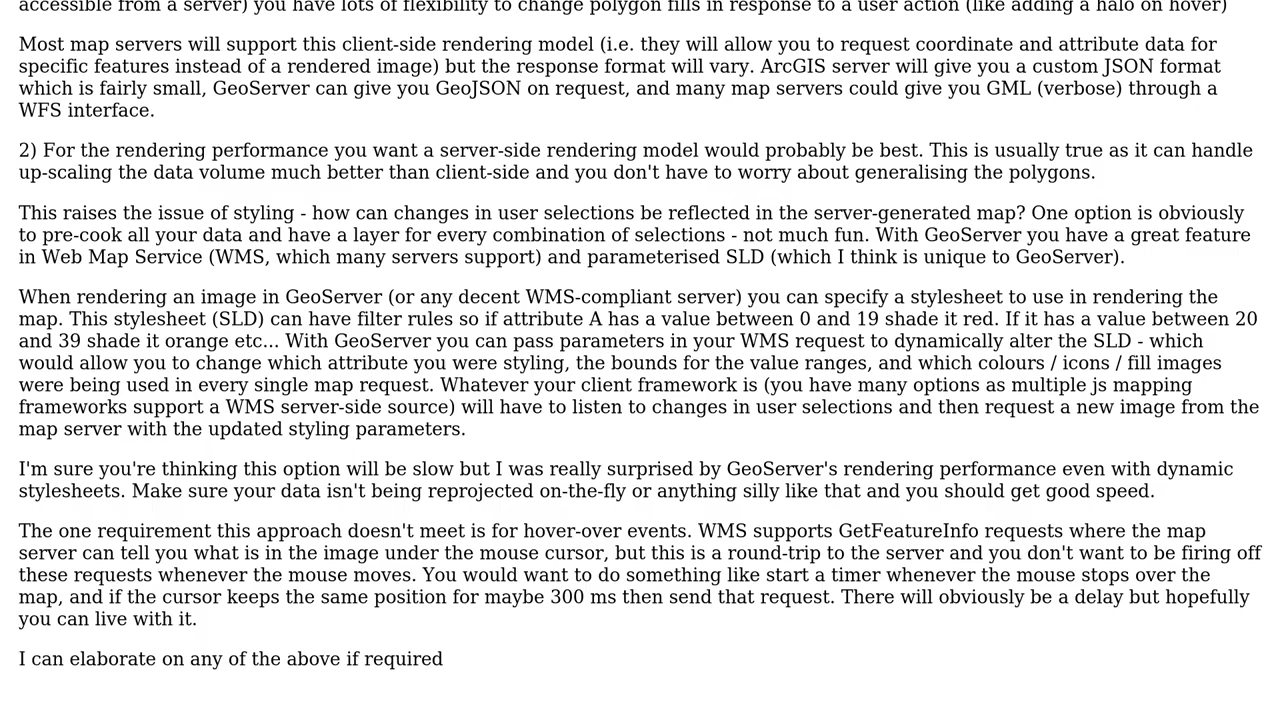 accessible from a server) you have lots of flexibility to change polygon fills in response to a user action (like adding a halo on hover)
Most map servers will support this client-side rendering model (i.e. they will allow you to request coordinate and attribute data for
specific features instead of a rendered image) but the response format will vary. ArcGIS server will give you a custom JSON format
which is fairly small, GeoServer can give you GeoJSON on request, and many map servers could give you GML (verbose) through a
WFS interface.
2) For the rendering performance you want a server-side rendering model would probably be best. This is usually true as it can handle
up-scaling the data volume much better than client-side and you don't have to worry about generalising the polygons.
This raises the issue of styling - how can changes in user selections be reflected in the server-generated map? One option is obviously
to pre-cook all your data and have a layer for every combination of selections - not much fun. With GeoServer you have a great feature
in Web Map Service (WMS, which many servers support) and parameterised SLD (which I think is unique to GeoServer).
When rendering an image in GeoServer (or any decent WMS-compliant server) you can specify a stylesheet to use in rendering the
map. This stylesheet (SLD) can have filter rules so if attribute A has a value between 0 and 19 shade it red. If it has a value between 20
and 39 shade it orange etc... With GeoServer you can pass parameters in your WMS request to dynamically alter the SLD - which
would allow you to change which attribute you were styling, the bounds for the value ranges, and which colours / icons / fill images
were being used in every single map request. Whatever your client framework is (you have many options as multiple js mapping
frameworks support a WMS server-side source) will have to listen to changes in user selections and then request a new image from the
map server with the updated styling parameters.
I'm sure you're thinking this option will be slow but I was really surprised by GeoServer's rendering performance even with dynamic
stylesheets. Make sure your data isn't being reprojected on-the-fly or anything silly like that and you should get good speed.
The one requirement this approach doesn't meet is for hover-over events. WMS supports GetFeatureInfo requests where the map
server can tell you what is in the image under the mouse cursor, but this is a round-trip to the server and you don't want to be firing off
these requests whenever the mouse moves. You would want to do something like start a timer whenever the mouse stops over the
map, and if the cursor keeps the same position for maybe 300 ms then send that request. There will obviously be a delay but hopefully
you can live with it.
I can elaborate on any of the above if required